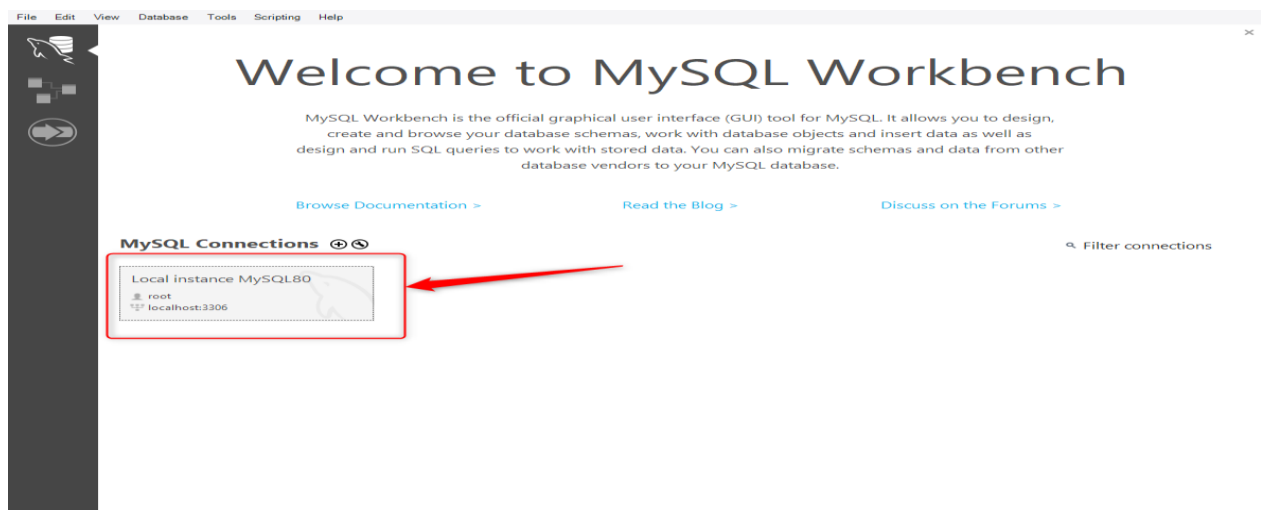 File Edit View Database Tools Scripting Help
Welcome to MySQL Workbench
MySQL Workbench is the official graphical user interface (GUI) tool for MySQL. It allows you to design,
create and browse your database schemas, work with database objects and insert data as well as
design and run SQL queries to work with stored data. You can also migrate schemas and data from other
database vendors to your MySQL database.
Browse Documentation > Read the Blog > Discuss on the Forums >
MySQL Connections Filter connections
Local instance MySQL80
root
localhost:3306